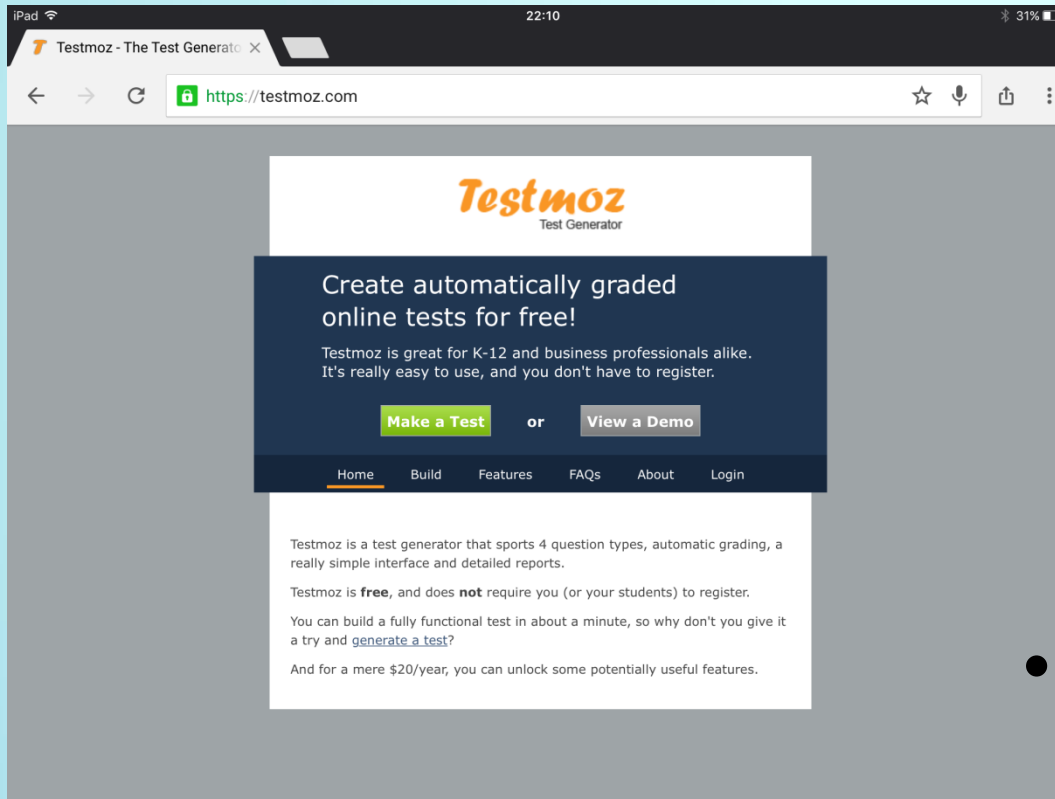 iPad 22:10 31%
Testmoz - The Test Generato
https://testmoz.com
Testmoz
Test Generator
Create automatically graded
online tests for free!
Testmoz is great for K-12 and business professionals alike.
It's really easy to use, and you don't have to register.
Make a Test or View a Demo
Home Build Features FAQs About Login
Testmoz is a test generator that sports 4 question types, automatic grading, a
really simple interface and detailed reports.
Testmoz is free, and does not require you (or your students) to register.
You can build a fully functional test in about a minute, so why don't you give it
a try and generate a test?
And for a mere $20/year, you can unlock some potentially useful features.